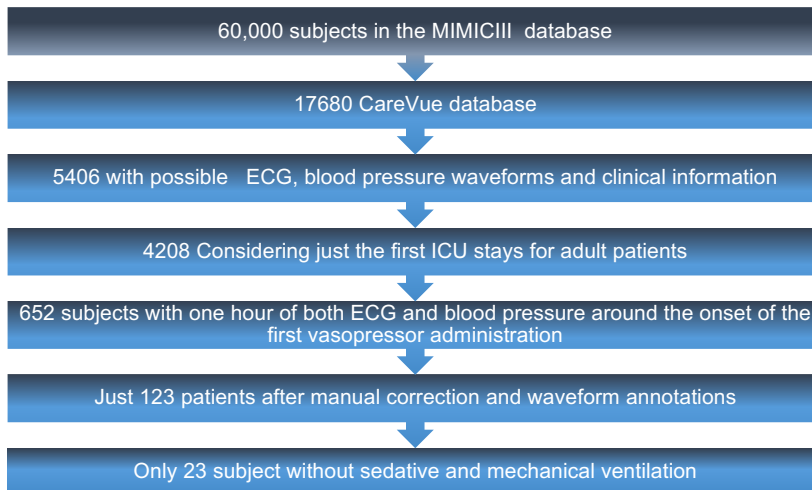 60,000 subjects in the MIMICIII database
17680 CareVue database
5406 with possible ECG, blood pressure waveforms and clinical information
4208 Considering just the first ICU stays for adult patients
652 subjects with one hour of both ECG and blood pressure around the onset of the
first vasopressor administration
Just 123 patients after manual correction and waveform annotations
Only 23 subject without sedative and mechanical ventilation